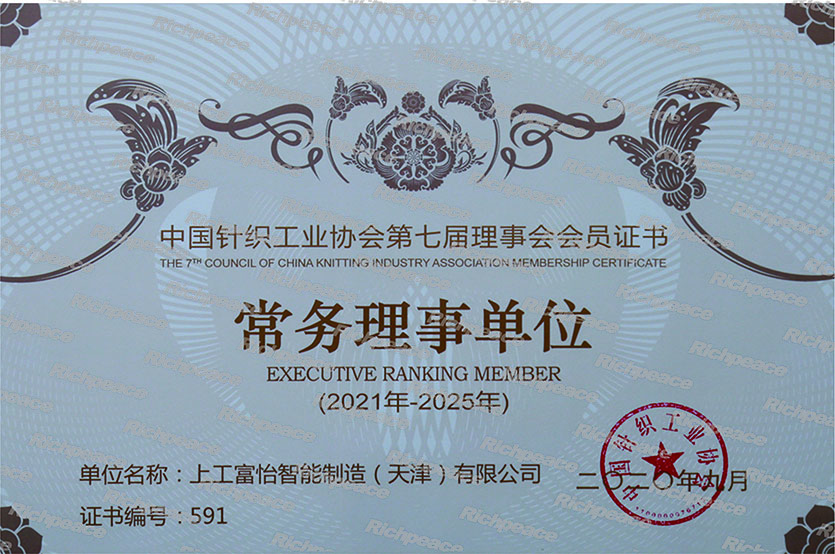 中国针织工业协会第七届理事会会员证书
THE 7TH COUNCIL OF CHINA KNITTING INDUSTRY ASSOCIATION MEMBERSHIP CERTIFICATE
常务理事单位
EXECUTIVE RANKING MEMBER
(2021年-2025年)
单位名称：上工富怡智能制造（天津）有限公司
二〇二〇年九月
证书编号：591
中国针织工业协会
Richpeace